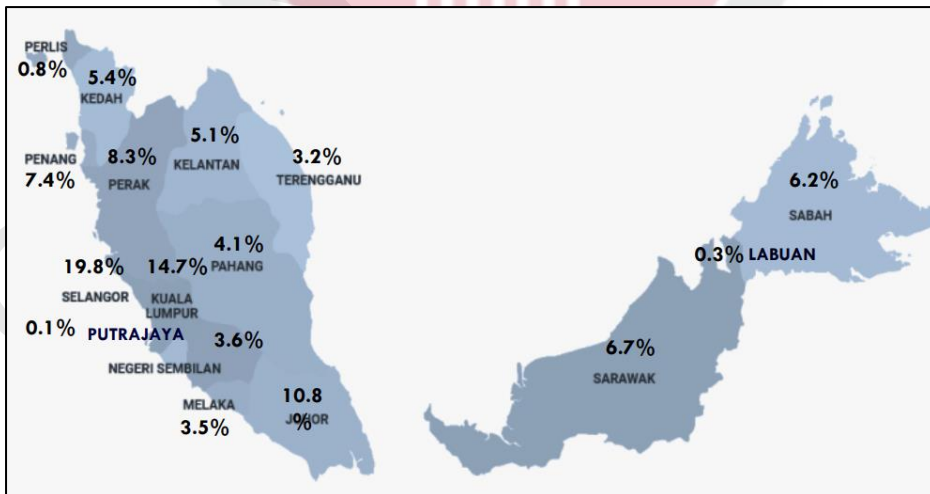 PERLIS
0.8%
5.4%
KEDAH
PENANG
7.4%
8.3%
PERAK
5.1%
KELANTAN
3.2%
TERENGGANU
4.1%
PAHANG
19.8%
SELANGOR
14.7%
KUALA
LUMPUR
0.1%
PUTRAJAYA
3.6%
NEGERI SEMBILAN
MELAKA
3.5%
10.8
%
JOHOR
6.2%
SABAH
0.3% LABUAN
6.7%
SARAWAK